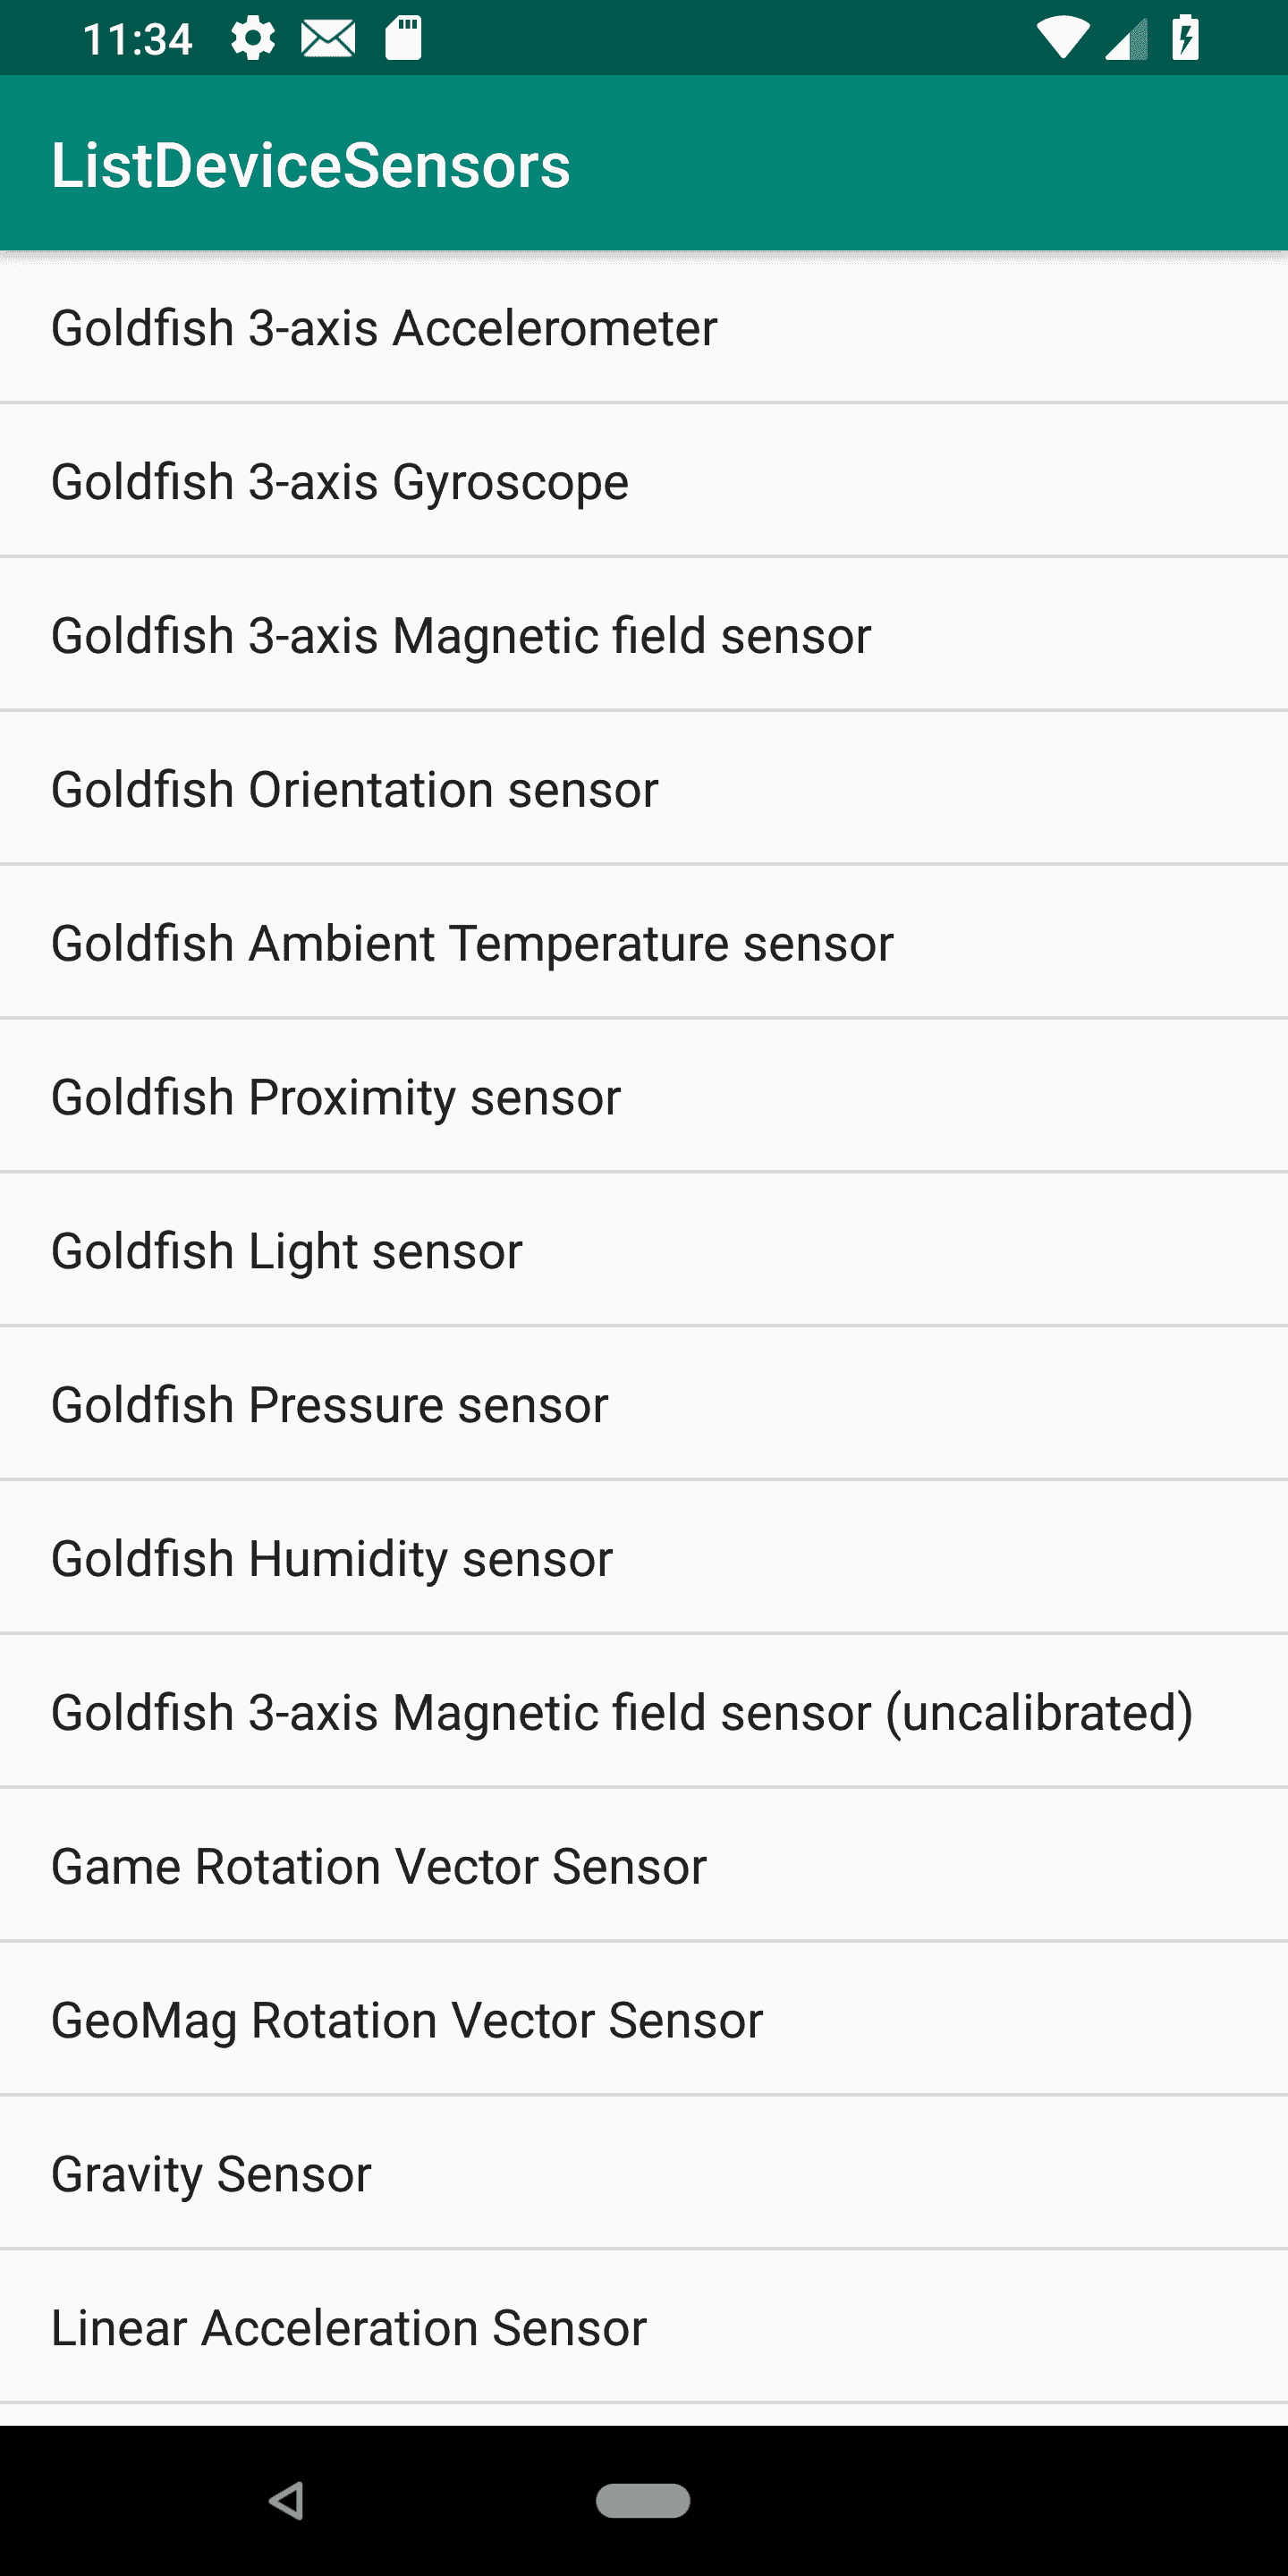 11:34
ListDeviceSensors
Goldfish 3-axis Accelerometer
Goldfish 3-axis Gyroscope
Goldfish 3-axis Magnetic field sensor
Goldfish Orientation sensor
Goldfish Ambient Temperature sensor
Goldfish Proximity sensor
Goldfish Light sensor
Goldfish Pressure sensor
Goldfish Humidity sensor
Goldfish 3-axis Magnetic field sensor (uncalibrated)
Game Rotation Vector Sensor
GeoMag Rotation Vector Sensor
Gravity Sensor
Linear Acceleration Sensor